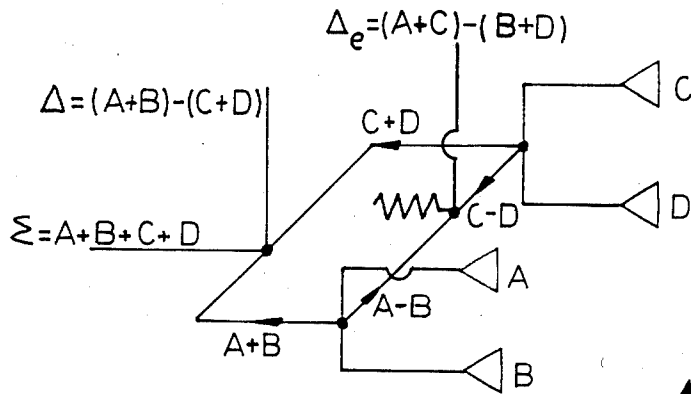 Δe=(A+C)-(B+D)
Δ=(A+B)-(C+D)
C
C+D
D
C-D
Σ=A+B+C+D
A
A-B
A+B
B